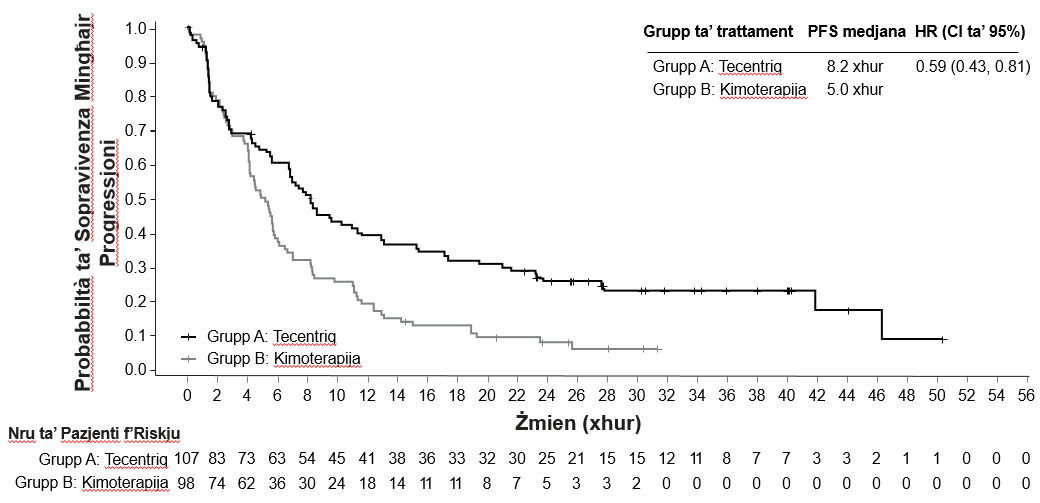 Probabbiltà ta’ Sopravivenza Mingħajr
Progressjoni
1.0
0.9
0.8
0.7
0.6
0.5
0.4
0.3
0.2
0.1
0.0
Grupp ta’ trattament PFS medjana HR (CI ta’ 95%)
Grupp A: Tecentriq 8.2 xhur 0.59 (0.43, 0.81)
Grupp B: Kimoterapija 5.0 xhur
Grupp A: Tecentriq
Grupp B: Kimoterapija
0 2 4 6 8 10 12 14 16 18 20 22 24 26 28 30 32 34 36 38 40 42 44 46 48 50 52 54 56
Żmien (xhur)
Nru ta’ Pazjenti f’Riskju
Grupp A: Tecentriq 107 83 73 63 54 45 41 38 36 33 32 30 25 21 15 15 12 11 8 7 7 3 3 2 1 1 0 0 0
Grupp B: Kimoterapija 98 74 62 36 30 24 18 14 11 11 8 7 5 3 3 2 0 0 0 0 0 0 0 0 0 0 0 0 0